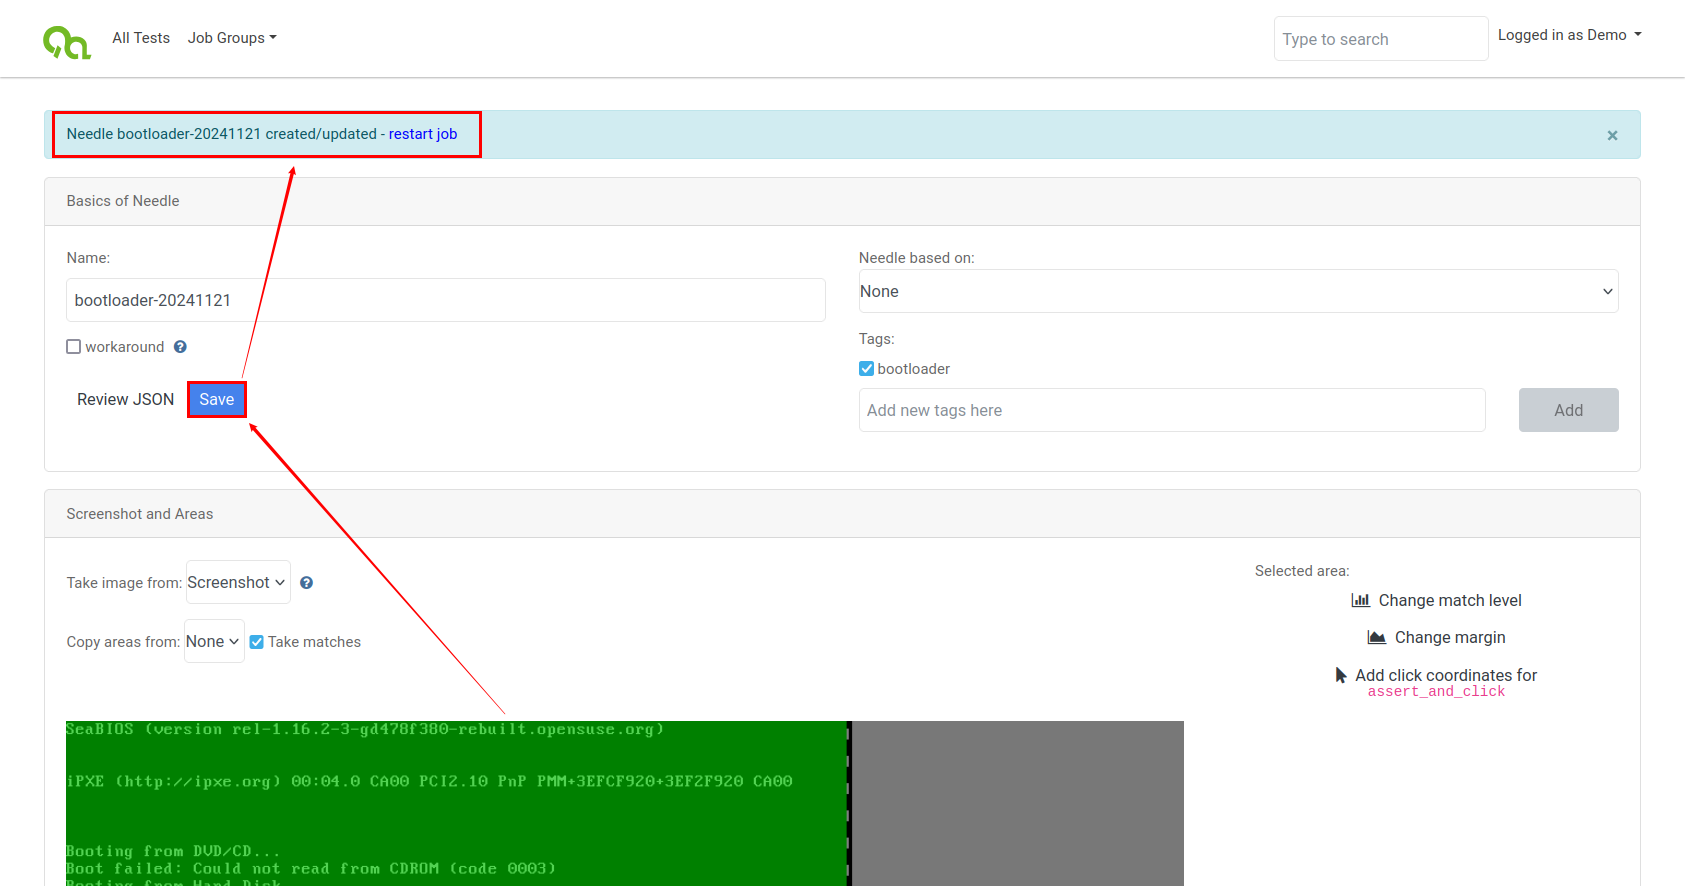 All Tests
Job Groups
Type to search
Logged in as Demo
Needle bootloader-20241121 created/updated - restart job
×
Basics of Needle
Name:
bootloader-20241121
workaround
Review JSON
Save
Needle based on:
None
Tags:
bootloader
Add new tags here
Add
Screenshot and Areas
Take image from: Screenshot
Copy areas from: None Take matches
Selected area:
Change match level
Change margin
Add click coordinates for
assert_and_click
SeaBIOS (version rel-1.16.2-3-gd478f380-rebuilt.opensuse.org)
iPXE (http://ipxe.org) 00:04.0 CA00 PCI2.10 PnP PMM+3EFCF920+3EF2F920 CA00
Booting from DVD/CD...
Boot failed: Could not read from CDROM (code 0003)
Booting from Hard Disk